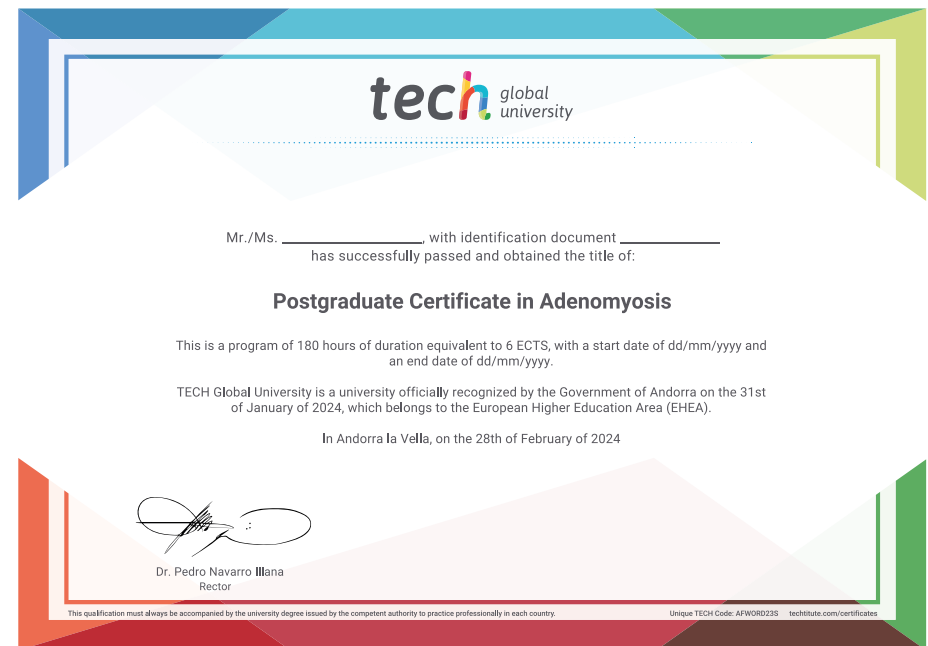 tech global
university
Mr./Ms. ____________, with identification document ____________
has successfully passed and obtained the title of:
Postgraduate Certificate in Adenomyosis
This is a program of 180 hours of duration equivalent to 6 ECTS, with a start date of dd/mm/yyyy and
an end date of dd/mm/yyyy.
TECH Global University is a university officially recognized by the Government of Andorra on the 31st
of January of 2024, which belongs to the European Higher Education Area (EHEA).
In Andorra la Vella, on the 28th of February of 2024
Dr. Pedro Navarro Illana
Rector
This qualification must always be accompanied by the university degree issued by the competent authority to practice professionally in each country. Unique TECH Code: AFWORD23S techtitute.com/certificates